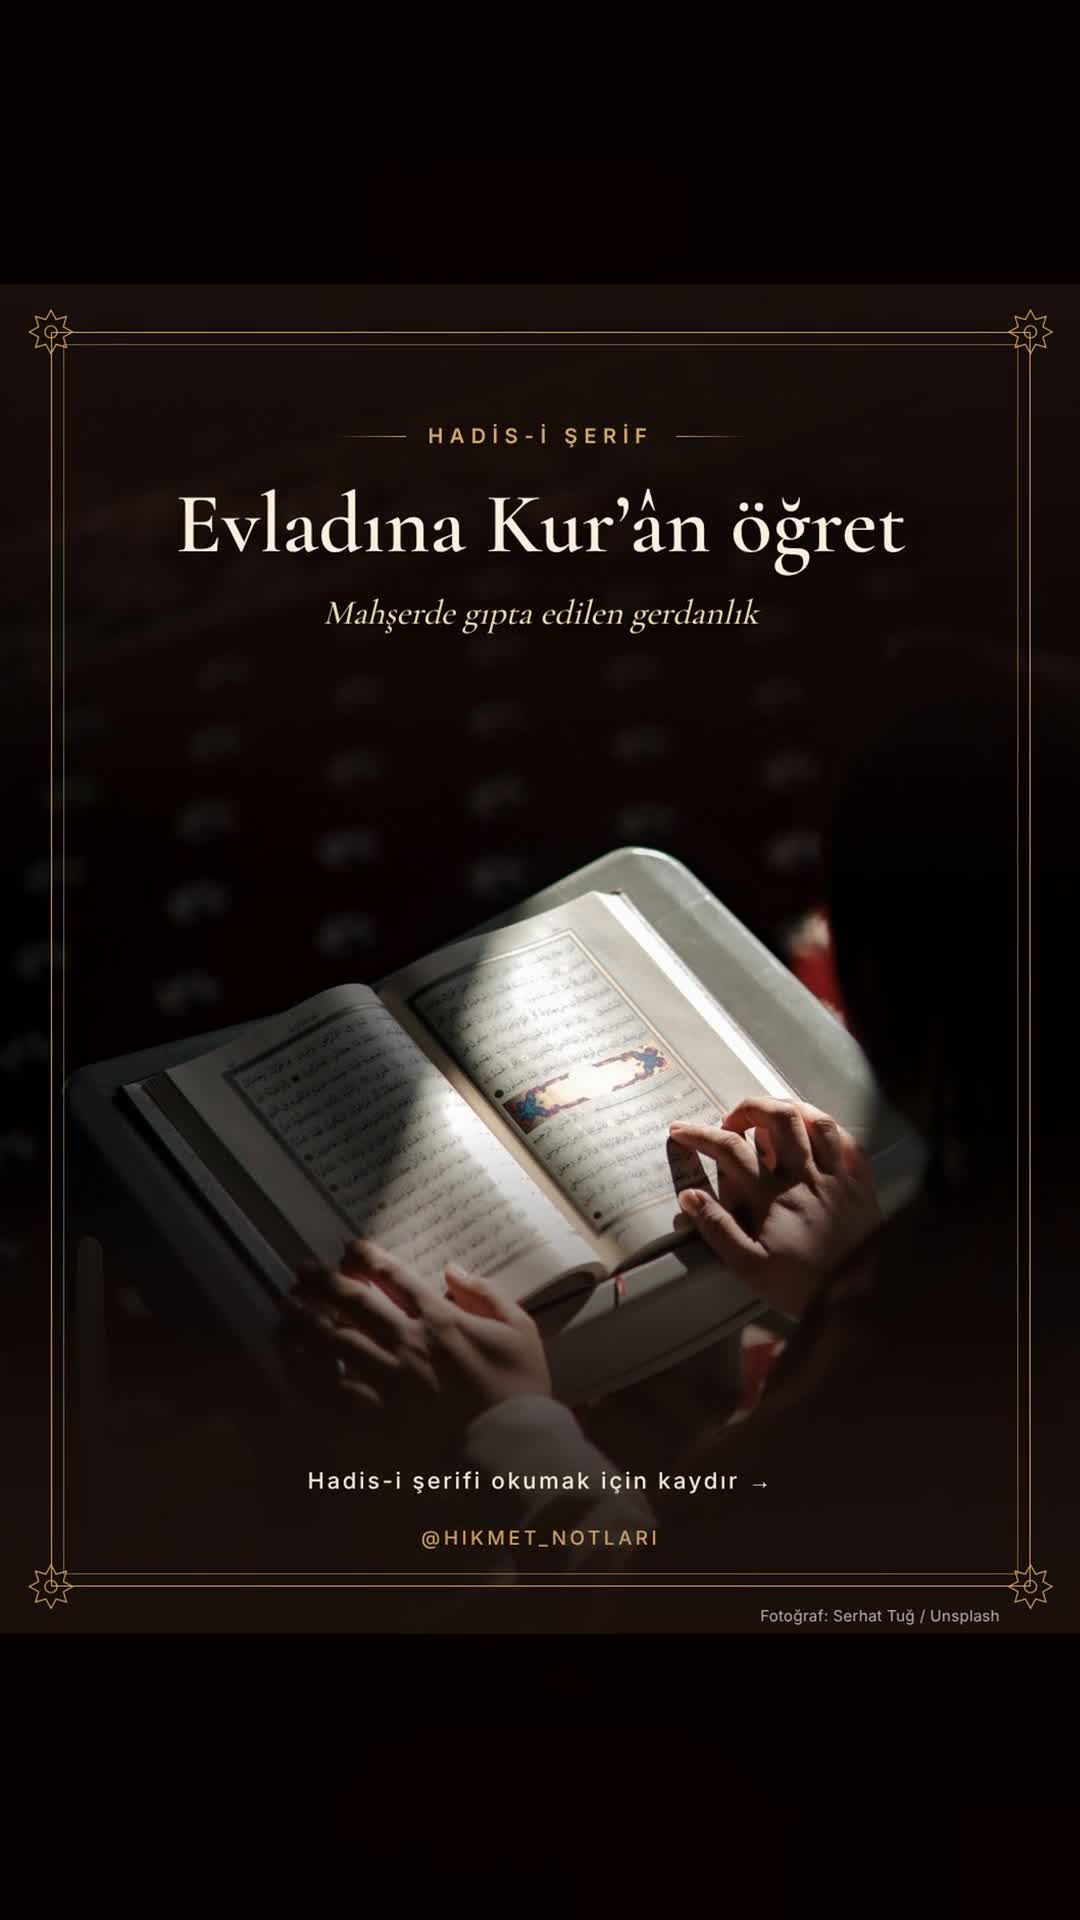 HADİS-İ ŞERİF
Evladına Kur’ân öğret
Mahşerde gıpta edilen gerdanlık
Hadis-i şerifi okumak için kaydır →
@HIKMET_NOTLARI
Fotoğraf: Serhat Tuğ / Unsplash